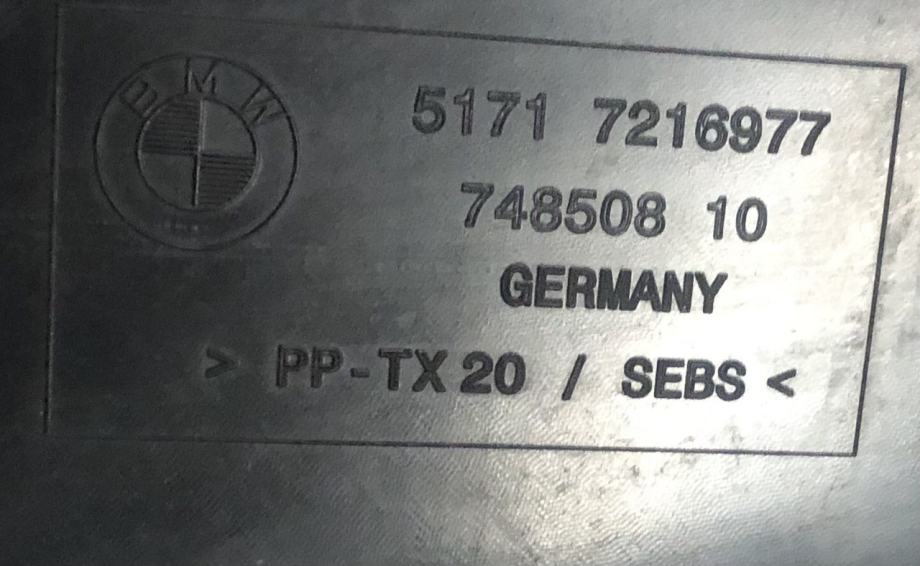 BMW
5171 7216977
748508 10
GERMANY
> PP-TX 20 / SEBS <